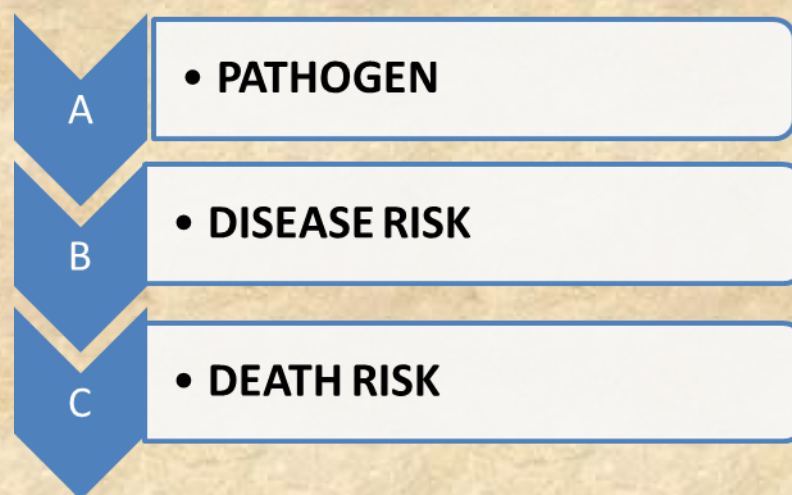 A
• PATHOGEN
B
• DISEASE RISK
C
• DEATH RISK